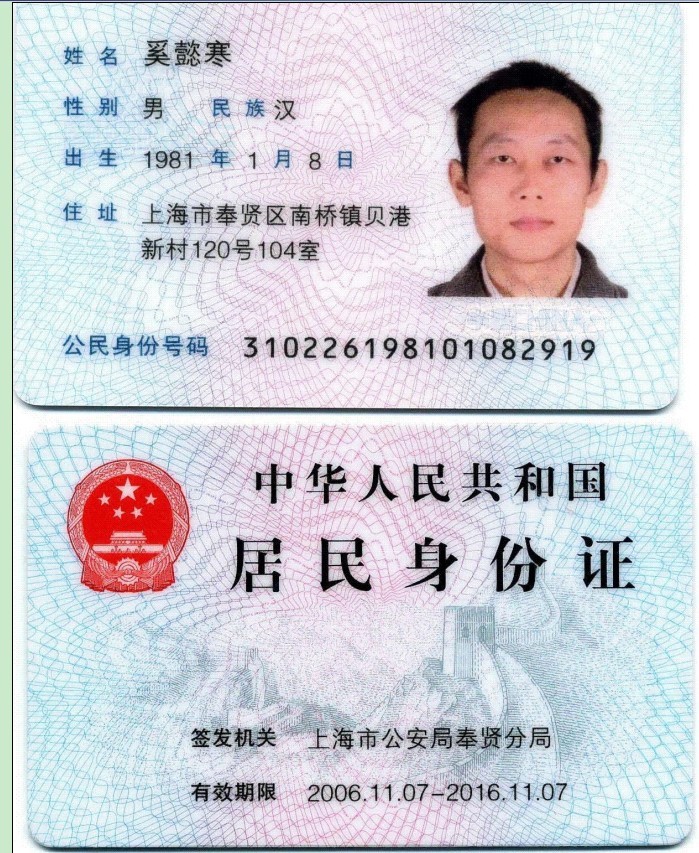 姓名 奚懿寒
性别 男 民族 汉
出生 1981 年 1 月 8 日
住址 上海市奉贤区南桥镇贝港
新村120号104室
公民身份号码 310226198101082919
中华人民共和国
居民身份证
签发机关 上海市公安局奉贤分局
有效期限 2006.11.07-2016.11.07